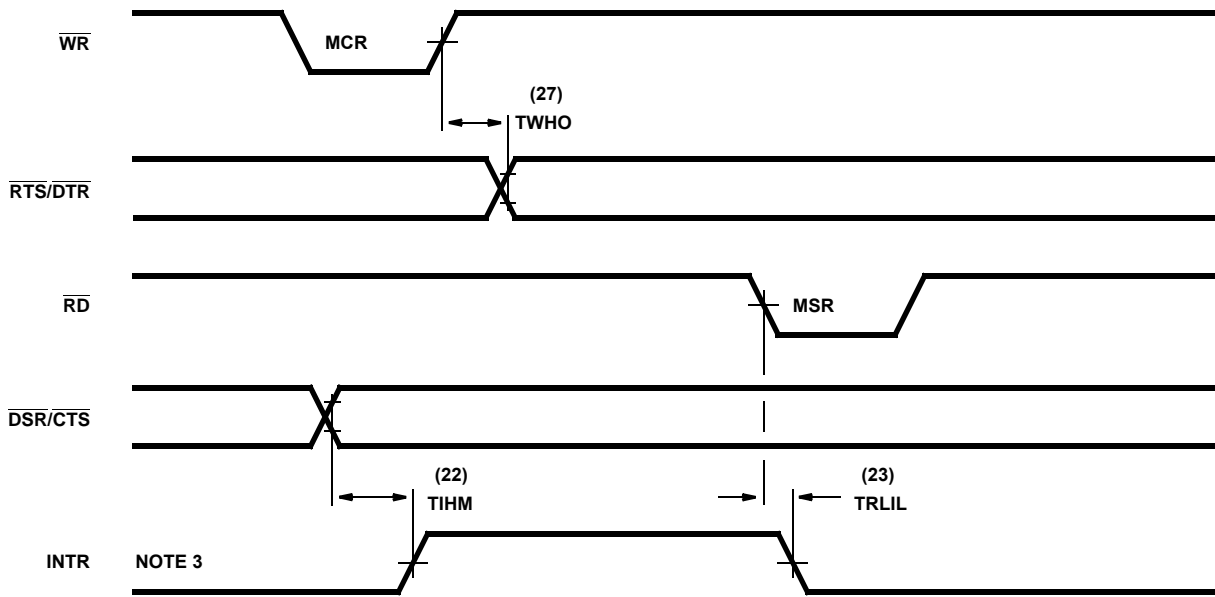 WR
MCR
(27)
TWHO
RTS/DTR
RD
MSR
DSR/CTS
(22)
TIHM
(23)
TRLIL
INTR
NOTE 3